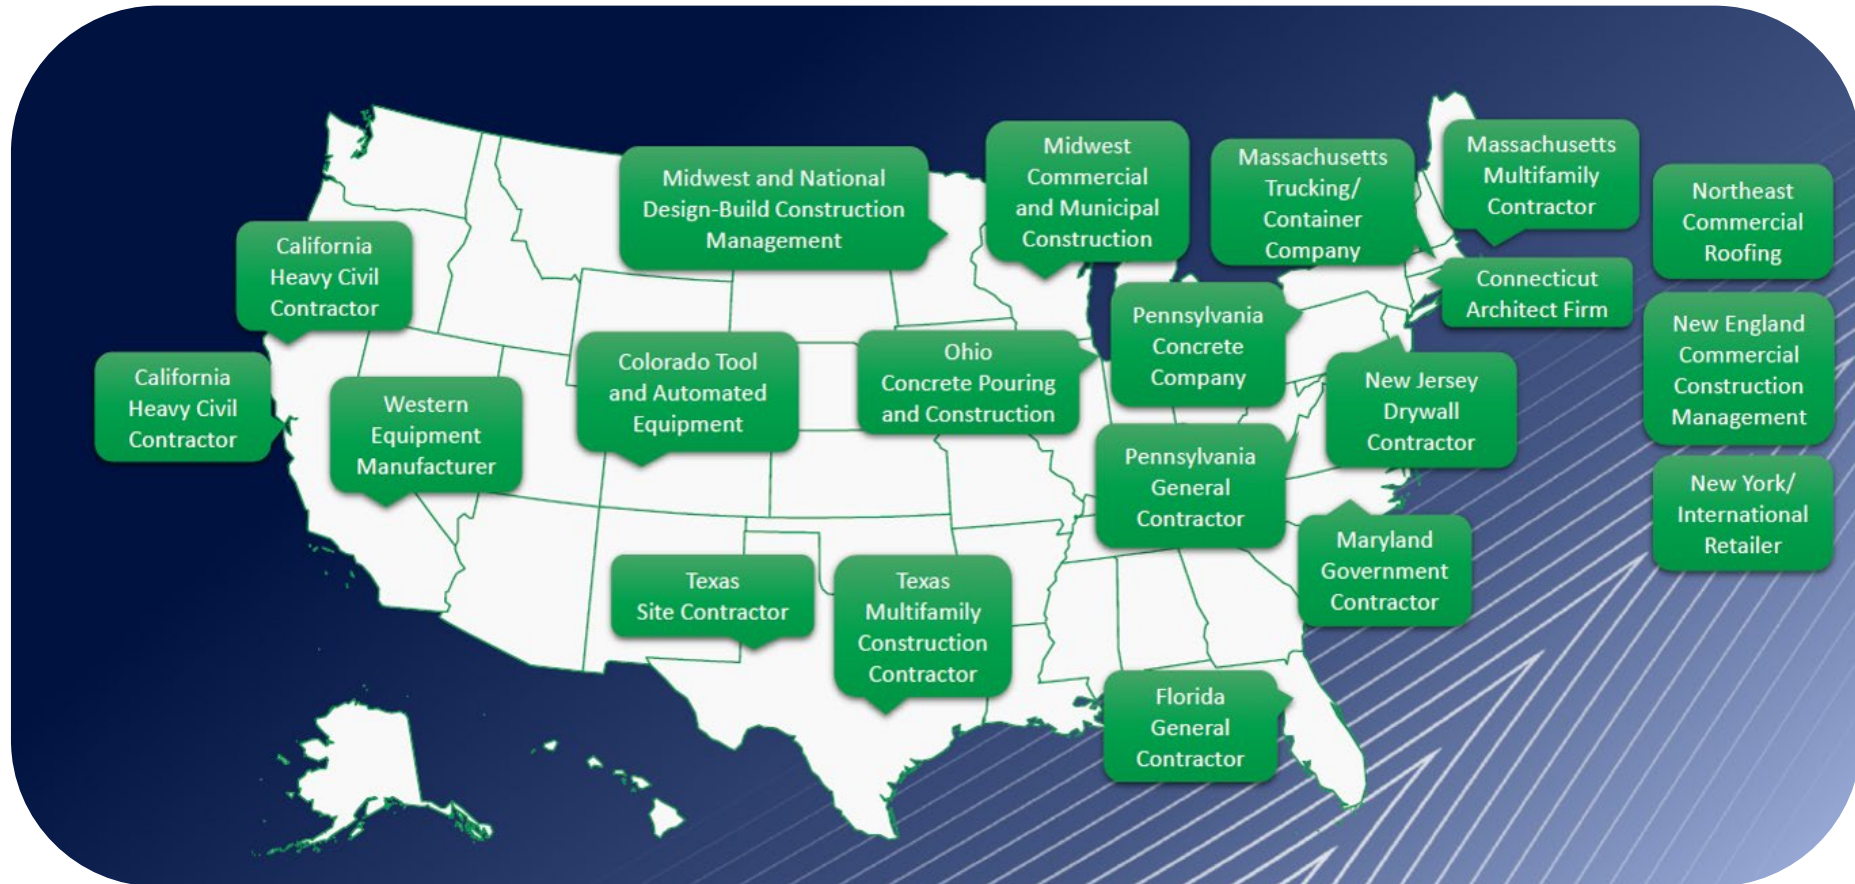 Midwest and National
Design-Build Construction
Management
Midwest
Commercial
and Municipal
Construction
Massachusetts
Trucking/
Container
Company
Massachusetts
Multifamily
Contractor
Northeast
Commercial
Roofing
California
Heavy Civil
Contractor
Connecticut
Architect Firm
Pennsylvania
Concrete
Company
New England
Commercial
Construction
Management
California
Heavy Civil
Contractor
Western
Equipment
Manufacturer
Colorado Tool
and Automated
Equipment
Ohio
Concrete Pouring
and Construction
New Jersey
Drywall
Contractor
Pennsylvania
General
Contractor
New York/
International
Retailer
Maryland
Government
Contractor
Texas
Site Contractor
Texas
Multifamily
Construction
Contractor
Florida
General
Contractor